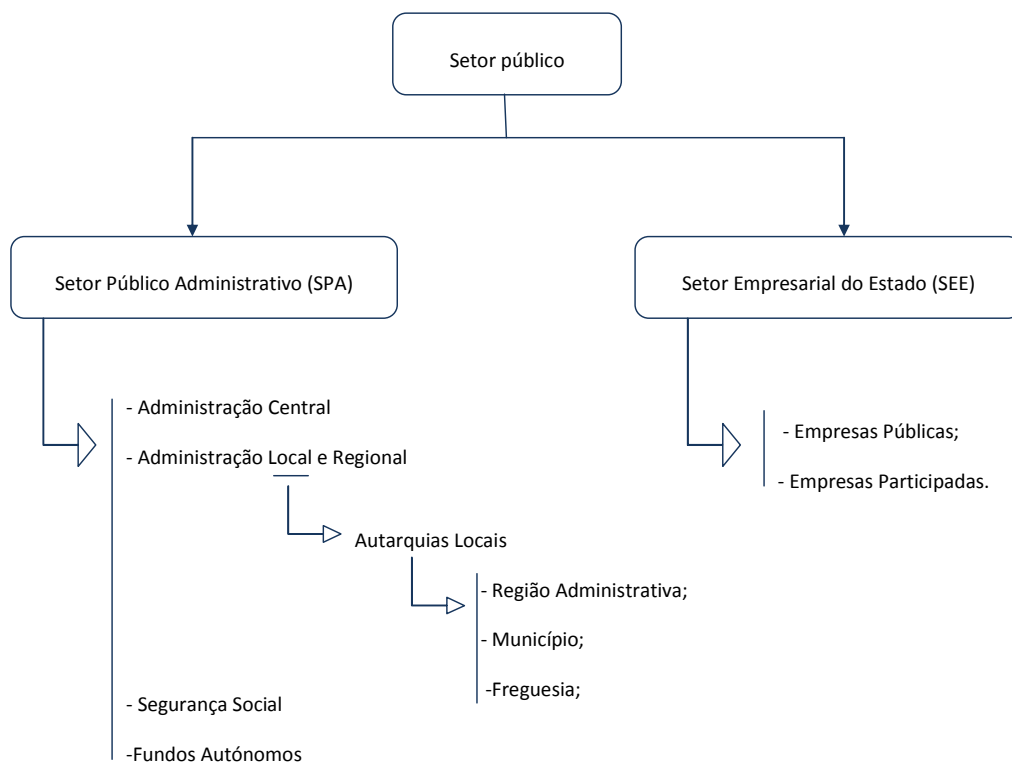 Setor público
Setor Público Administrativo (SPA)
Setor Empresarial do Estado (SEE)
- Administração Central
- Administração Local e Regional
Autarquias Locais
- Região Administrativa;
- Município;
-Freguesia;
- Segurança Social
-Fundos Autónomos
- Empresas Públicas;
- Empresas Participadas.